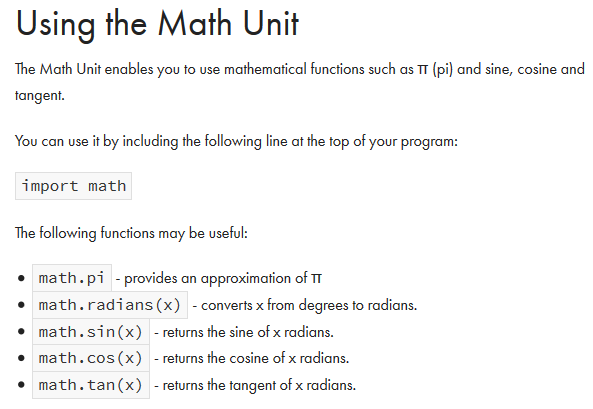 Using the Math Unit
The Math Unit enables you to use mathematical functions such as π (pi) and sine, cosine and
tangent.
You can use it by including the following line at the top of your program:
import math
The following functions may be useful:
• math.pi - provides an approximation of π
• math.radians(x) - converts x from degrees to radians.
• math.sin(x) - returns the sine of x radians.
• math.cos(x) - returns the cosine of x radians.
• math.tan(x) - returns the tangent of x radians.